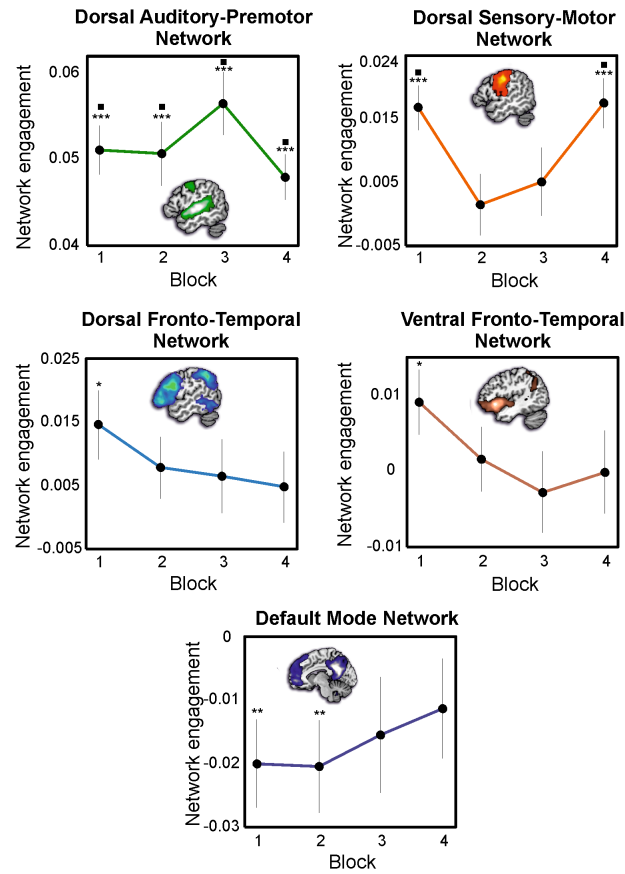 Dorsal Auditory-Premotor
Network
Network engagement
0.06
0.05
0.04
■ ■ ■ ■
*** *** *** ***
1 2 3 4
Block
Dorsal Sensory-Motor
Network
Network engagement
0.024
0.015
0.005
-0.005
■ ■
*** ***
1 2 3 4
Block
Dorsal Fronto-Temporal
Network
Network engagement
0.025
0.015
0.005
-0.005
*
1 2 3 4
Block
Ventral Fronto-Temporal
Network
Network engagement
0.01
0
-0.01
*
1 2 3 4
Block
Default Mode Network
Network engagement
0
-0.01
-0.02
-0.03
** **
1 2 3 4
Block